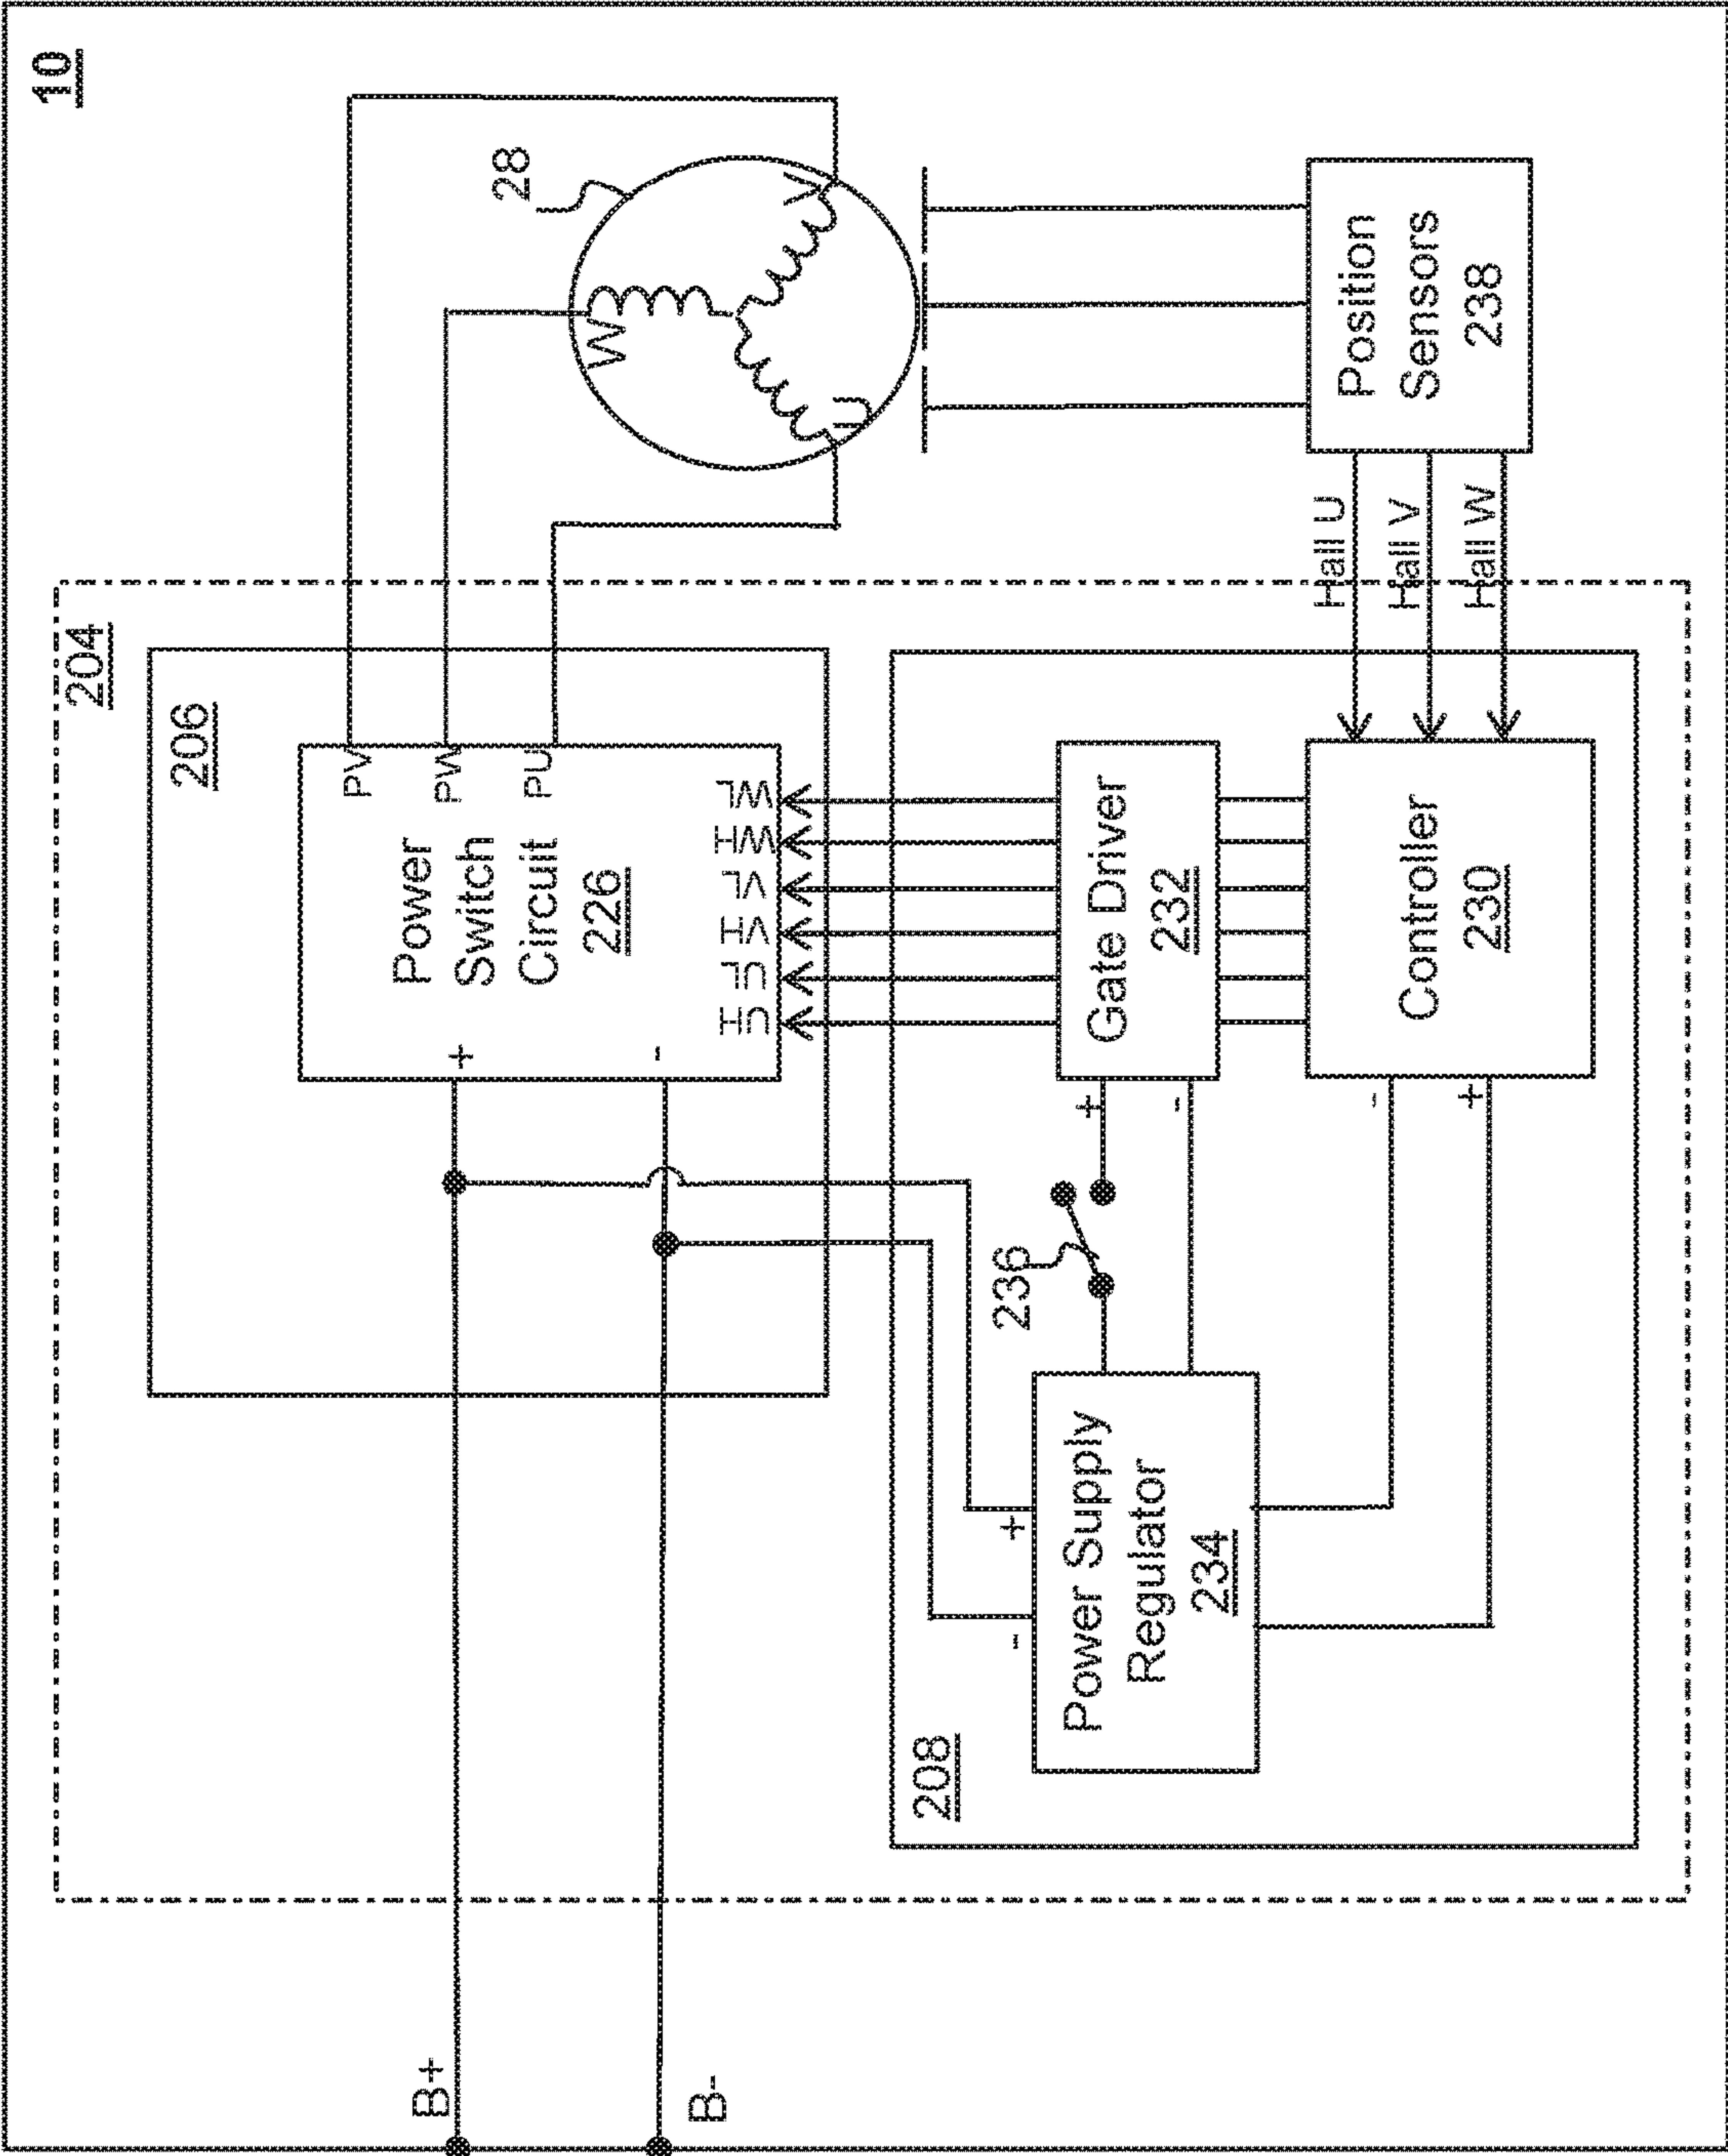 10
204
206
Power
Switch
Circuit
226
PV
PW
PU
+
-
UH
UL
VH
VL
WH
WL
28
W
V
U
B+
B-
208
Power Supply
Regulator
234
-
+
236
+
-
Gate Driver
232
Controller
230
-
+
Hall U
Hall V
Hall W
Position
Sensors
238